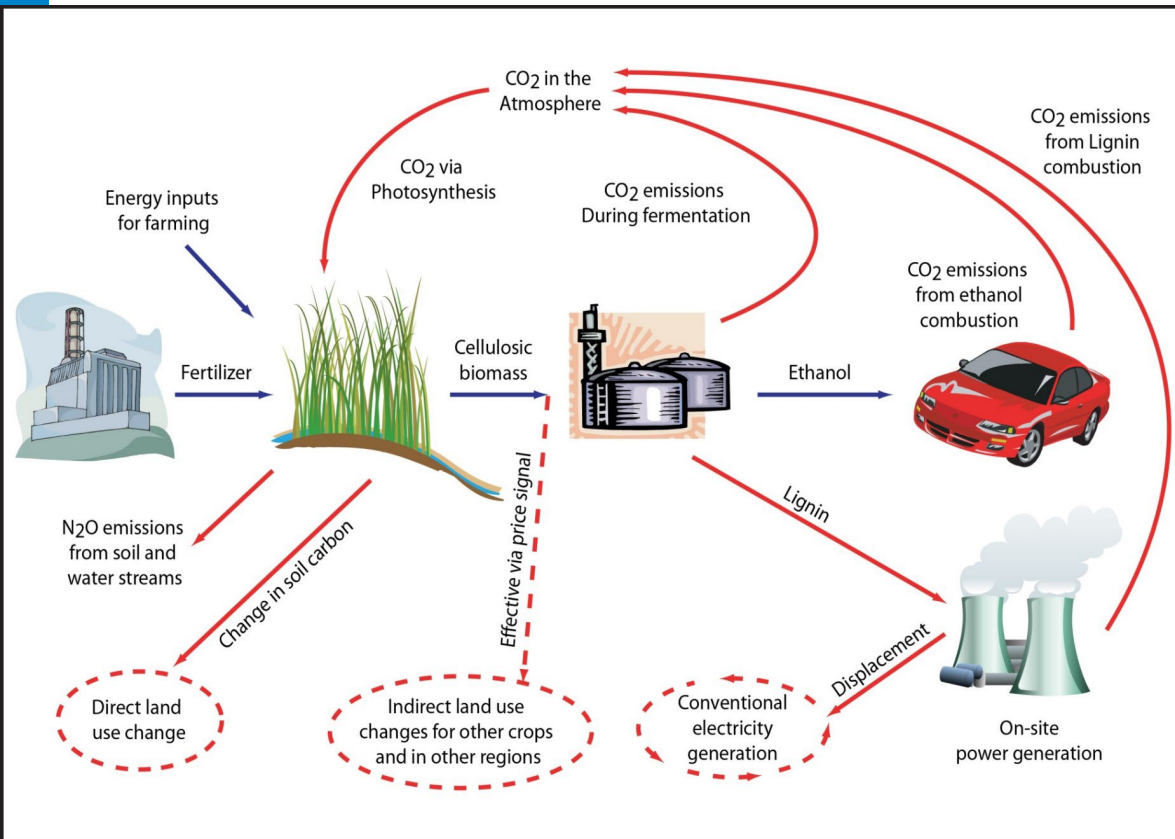 CO2 in the
Atmosphere
CO2 emissions
from Lignin
combustion
CO2 via
Photosynthesis
CO2 emissions
During fermentation
Energy inputs
for farming
CO2 emissions
from ethanol
combustion
Fertilizer
Cellulosic
biomass
Ethanol
Lignin
N2O emissions
from soil and
water streams
Change in soil carbon
Effective via price signal
Displacement
Direct land
use change
Indirect land use
changes for other crops
and in other regions
Conventional
electricity
generation
On-site
power generation